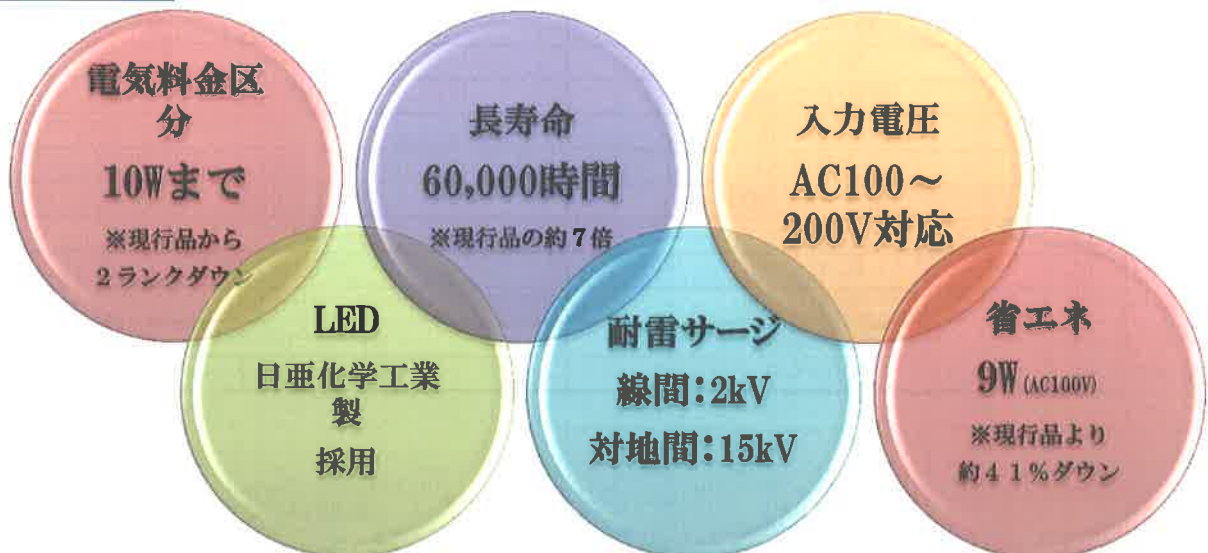 電気料金区
分
10Wまで
※現行品から
2ランクダウン
LED
日亜化学工業
製
採用
長寿命
60,000時間
※現行品の約7倍
耐雷サージ
線間：2kV
対地間：15kV
入力電圧
AC100～
200V対応
省エネ
9W(AC100V)
※現行品より
約41%ダウン